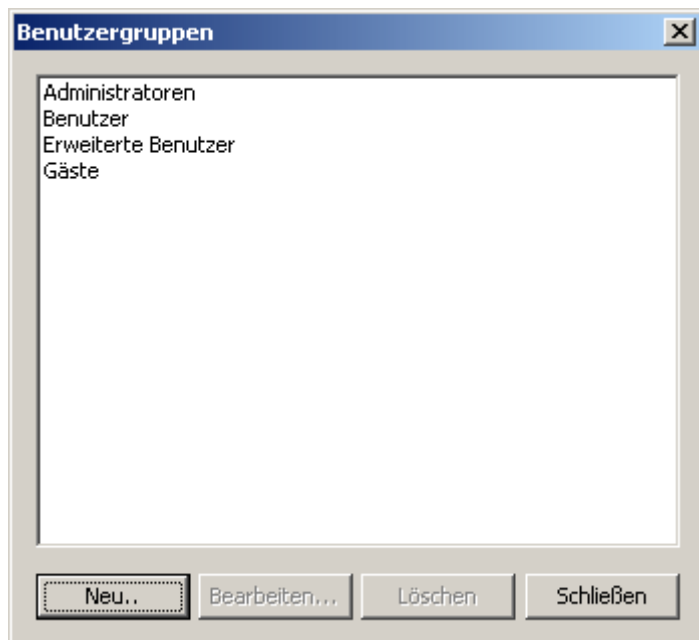 Benutzergruppen
Administratoren
Benutzer
Erweiterte Benutzer
Gäste
Neu..
Bearbeiten...
Löschen
Schließen